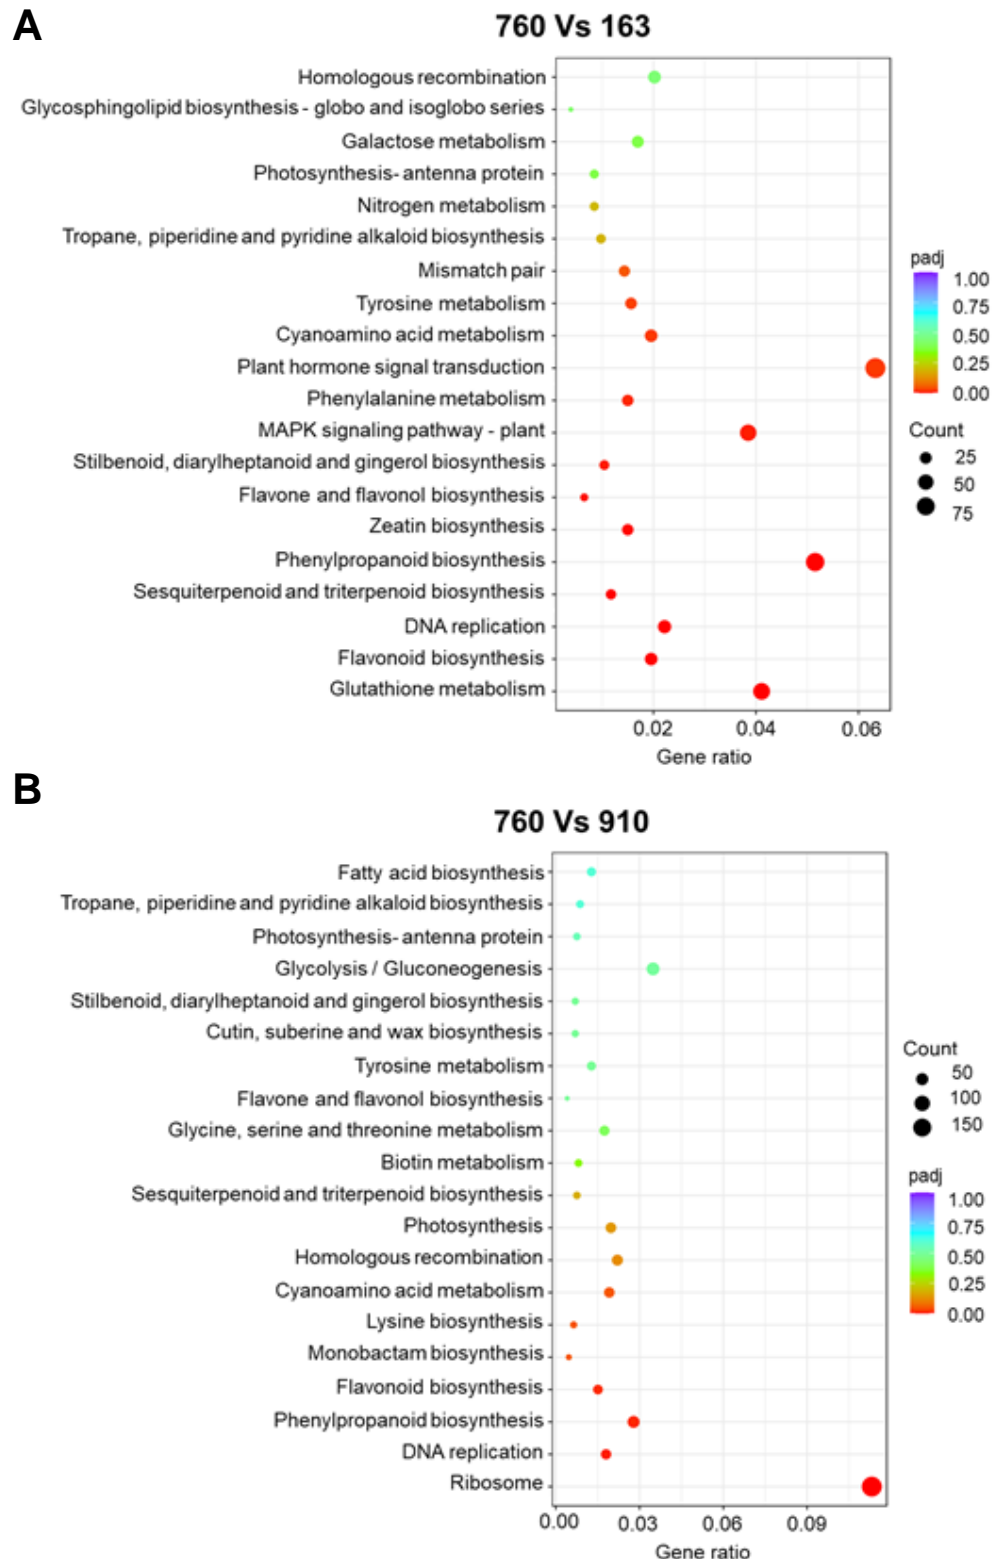 A
760 Vs 163
Homologous recombination
Glycosphingolipid biosynthesis - globo and isoglobo series
Galactose metabolism
Photosynthesis- antenna protein
Nitrogen metabolism
Tropane, piperidine and pyridine alkaloid biosynthesis
Mismatch pair
Tyrosine metabolism
Cyanoamino acid metabolism
Plant hormone signal transduction
Phenylalanine metabolism
MAPK signaling pathway - plant
Stilbenoid, diarylheptanoid and gingerol biosynthesis
Flavone and flavonol biosynthesis
Zeatin biosynthesis
Phenylpropanoid biosynthesis
Sesquiterpenoid and triterpenoid biosynthesis
DNA replication
Flavonoid biosynthesis
Glutathione metabolism
0.02 0.04 0.06
Gene ratio
padj
1.00
0.75
0.50
0.25
0.00
Count
25
50
75
B
760 Vs 910
Fatty acid biosynthesis
Tropane, piperidine and pyridine alkaloid biosynthesis
Photosynthesis- antenna protein
Glycolysis / Gluconeogenesis
Stilbenoid, diarylheptanoid and gingerol biosynthesis
Cutin, suberine and wax biosynthesis
Tyrosine metabolism
Flavone and flavonol biosynthesis
Glycine, serine and threonine metabolism
Biotin metabolism
Sesquiterpenoid and triterpenoid biosynthesis
Photosynthesis
Homologous recombination
Cyanoamino acid metabolism
Lysine biosynthesis
Monobactam biosynthesis
Flavonoid biosynthesis
Phenylpropanoid biosynthesis
DNA replication
Ribosome
0.00 0.03 0.06 0.09
Gene ratio
Count
50
100
150
padj
1.00
0.75
0.50
0.25
0.00